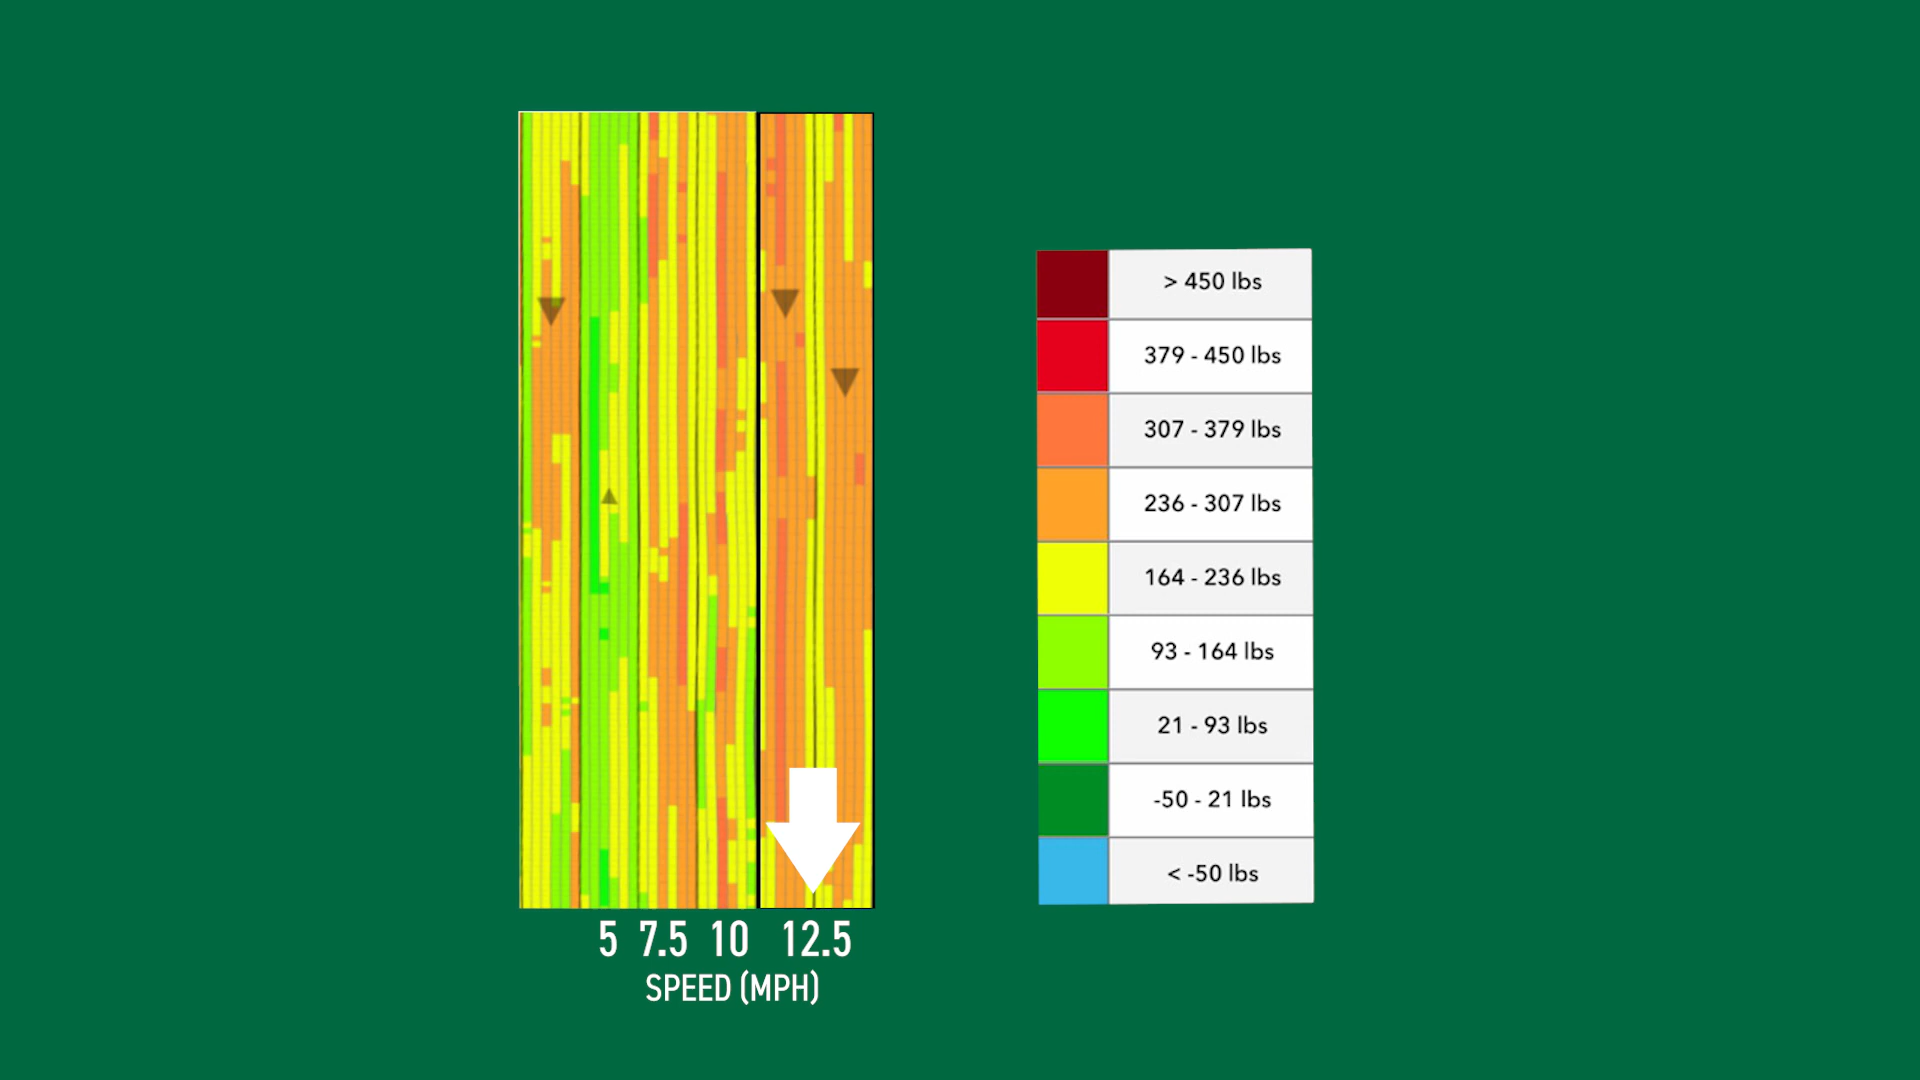 > 450 lbs
379 - 450 lbs
307 - 379 lbs
236 - 307 lbs
164 - 236 lbs
93 - 164 lbs
21 - 93 lbs
-50 - 21 lbs
< -50 lbs
5 7.5 10 12.5
SPEED (MPH)